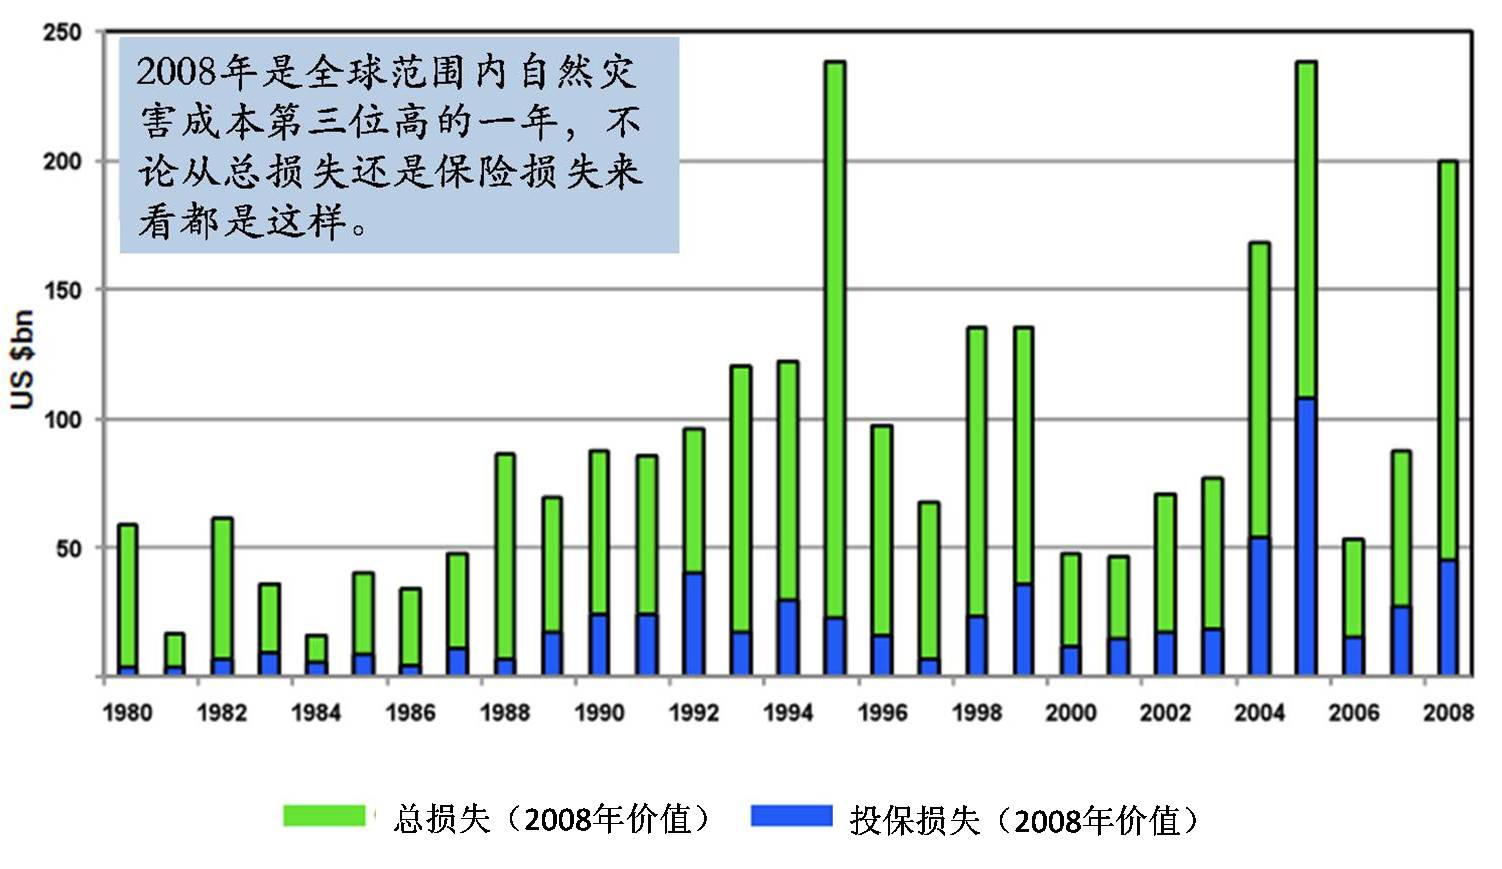 250
2008年是全球范围内自然灾
害成本第三位高的一年，不
论从总损失还是保险损失来
看都是这样。
200
150
US $bn
100
50
1980 1982 1984 1986 1988 1990 1992 1994 1996 1998 2000 2002 2004 2006 2008
总损失（2008年价值） 投保损失（2008年价值）